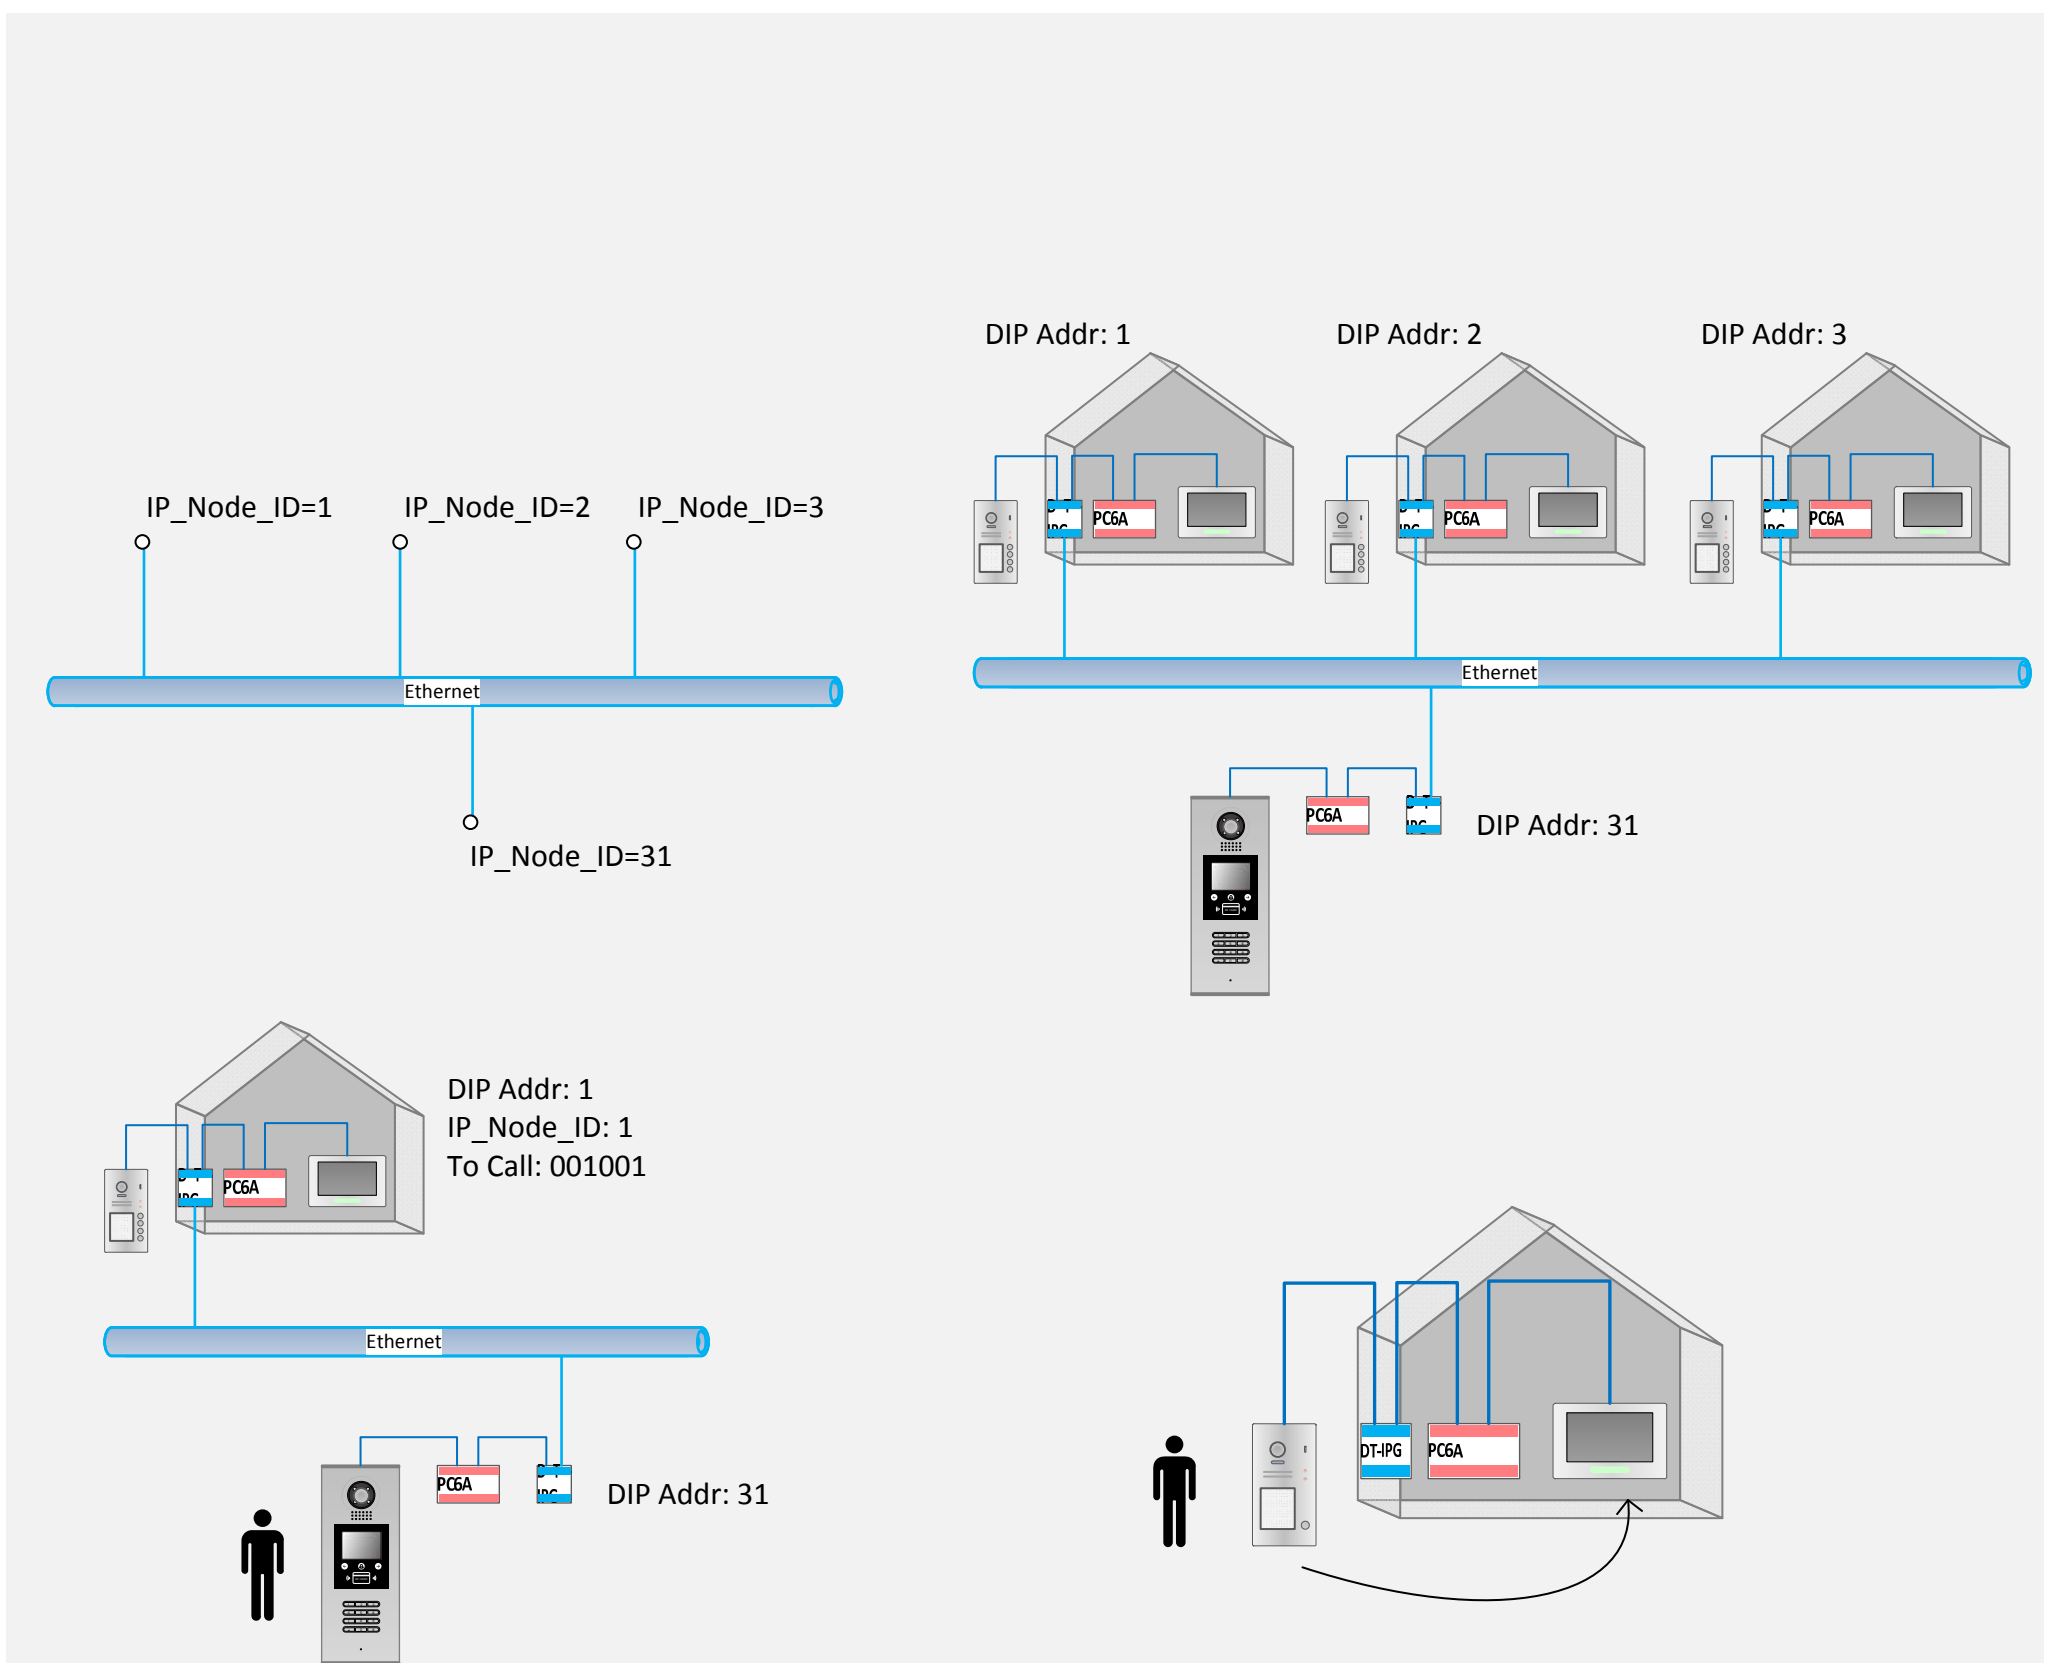 DIP Addr: 1
DIP Addr: 2
DIP Addr: 3
IP_Node_ID=1
IP_Node_ID=2
IP_Node_ID=3
PC6A
PC6A
PC6A
Ethernet
Ethernet
IP_Node_ID=31
PC6A
DIP Addr: 31
DIP Addr: 1
IP_Node_ID: 1
To Call: 001001
PC6A
Ethernet
PC6A
DIP Addr: 31
DT-IPG
PC6A